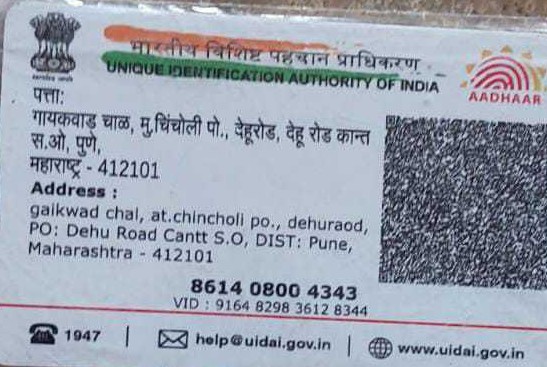 भारतीय विशिष्ट पहचान प्राधिकरण
UNIQUE IDENTIFICATION AUTHORITY OF INDIA
AADHAAR
पत्ता:
गायकवाड चाळ, मु.चिंचोली पो., देहूरोड, देहू रोड कान्त
स.ओ, पुणे,
महाराष्ट्र - 412101
Address :
gaikwad chal, at.chincholi po., dehuraod,
PO: Dehu Road Cantt S.O, DIST: Pune,
Maharashtra - 412101
8614 0800 4343
VID : 9164 8298 3612 8344
1947 | help@uidai.gov.in | www.uidai.gov.in